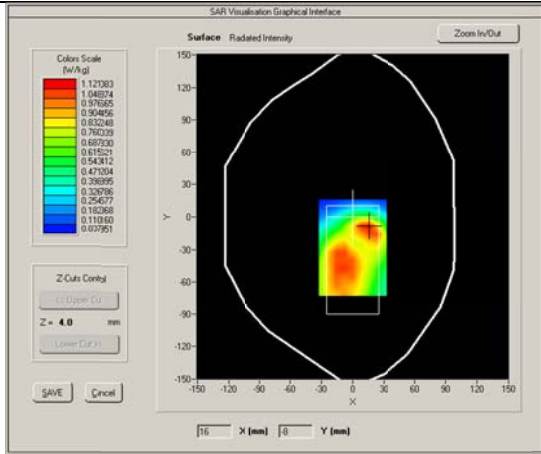 SAR Visualisation Graphical Interface
Surface Radiated Intensity
Zoom In/Out
Colors Scale
(W/kg)
1.121383
1.048874
0.976665
0.904456
0.832248
0.760039
0.687830
0.615621
0.543412
0.471204
0.398995
0.326786
0.254577
0.182368
0.110160
0.037951
150
120
90
60
30
0
-30
-60
-90
-120
-150
Y
-150 -120 -90 -60 -30 0 30 60 90 120 150
X
Z-Cuts Control
<< Upper Cut
Z = 4.0 mm
Lower Cut >>
SAVE Cancel
16 X (mm) -8 Y (mm)